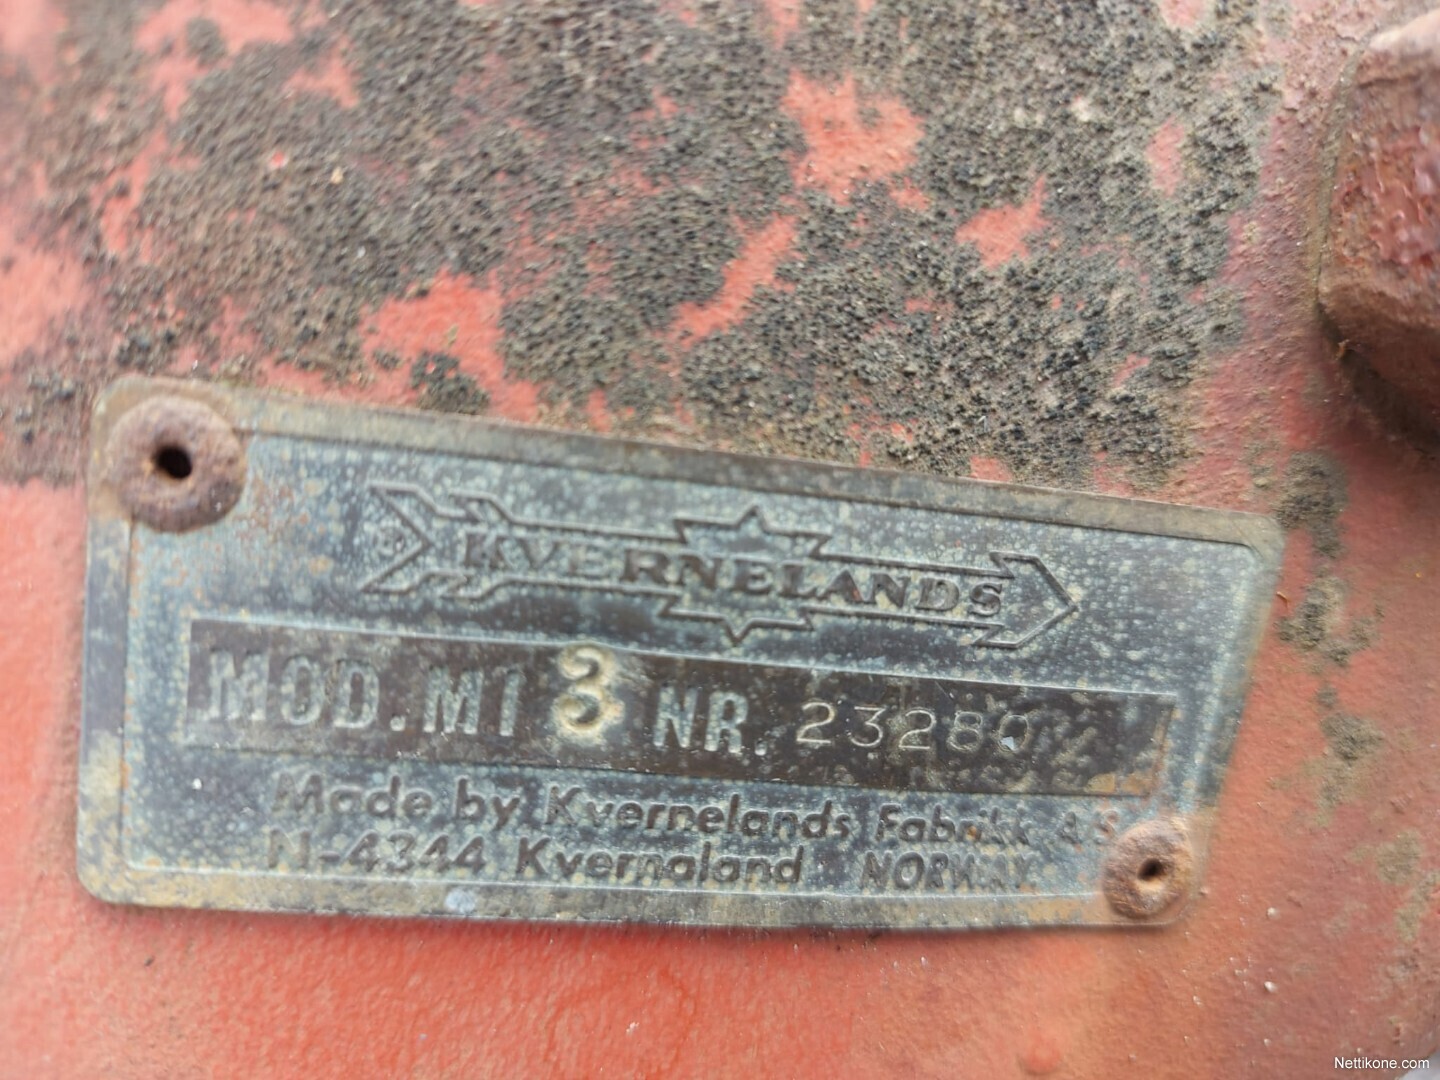 KVERNELANDS
MOD. MT 3 NR. 23280
Made by Kvernelands Fabrikk A S
N-4344 Kvernaland NORWAY
Nettikone.com